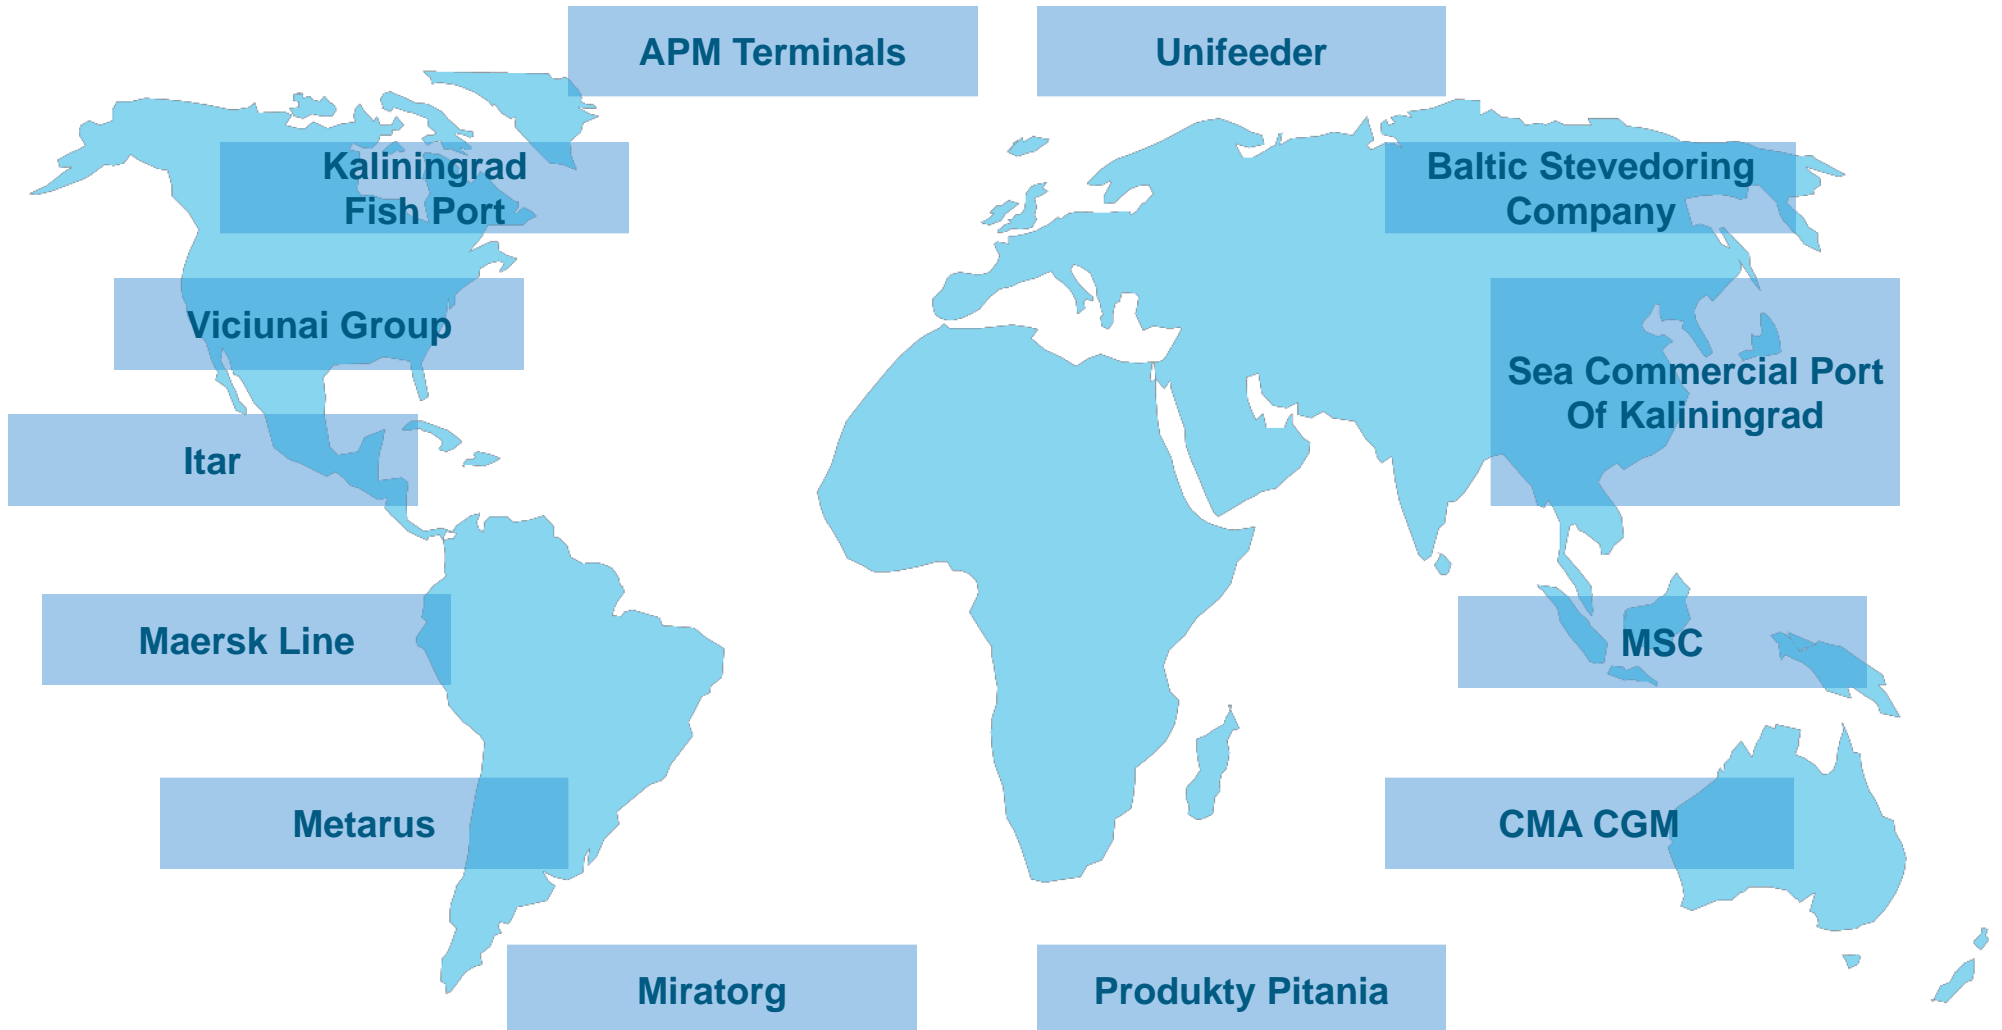 APM Terminals
Unifeeder
Kaliningrad
Fish Port
Baltic Stevedoring
Company
Viciunai Group
Sea Commercial Port
Of Kaliningrad
Itar
Maersk Line
MSC
Metarus
CMA CGM
Miratorg
Produkty Pitania